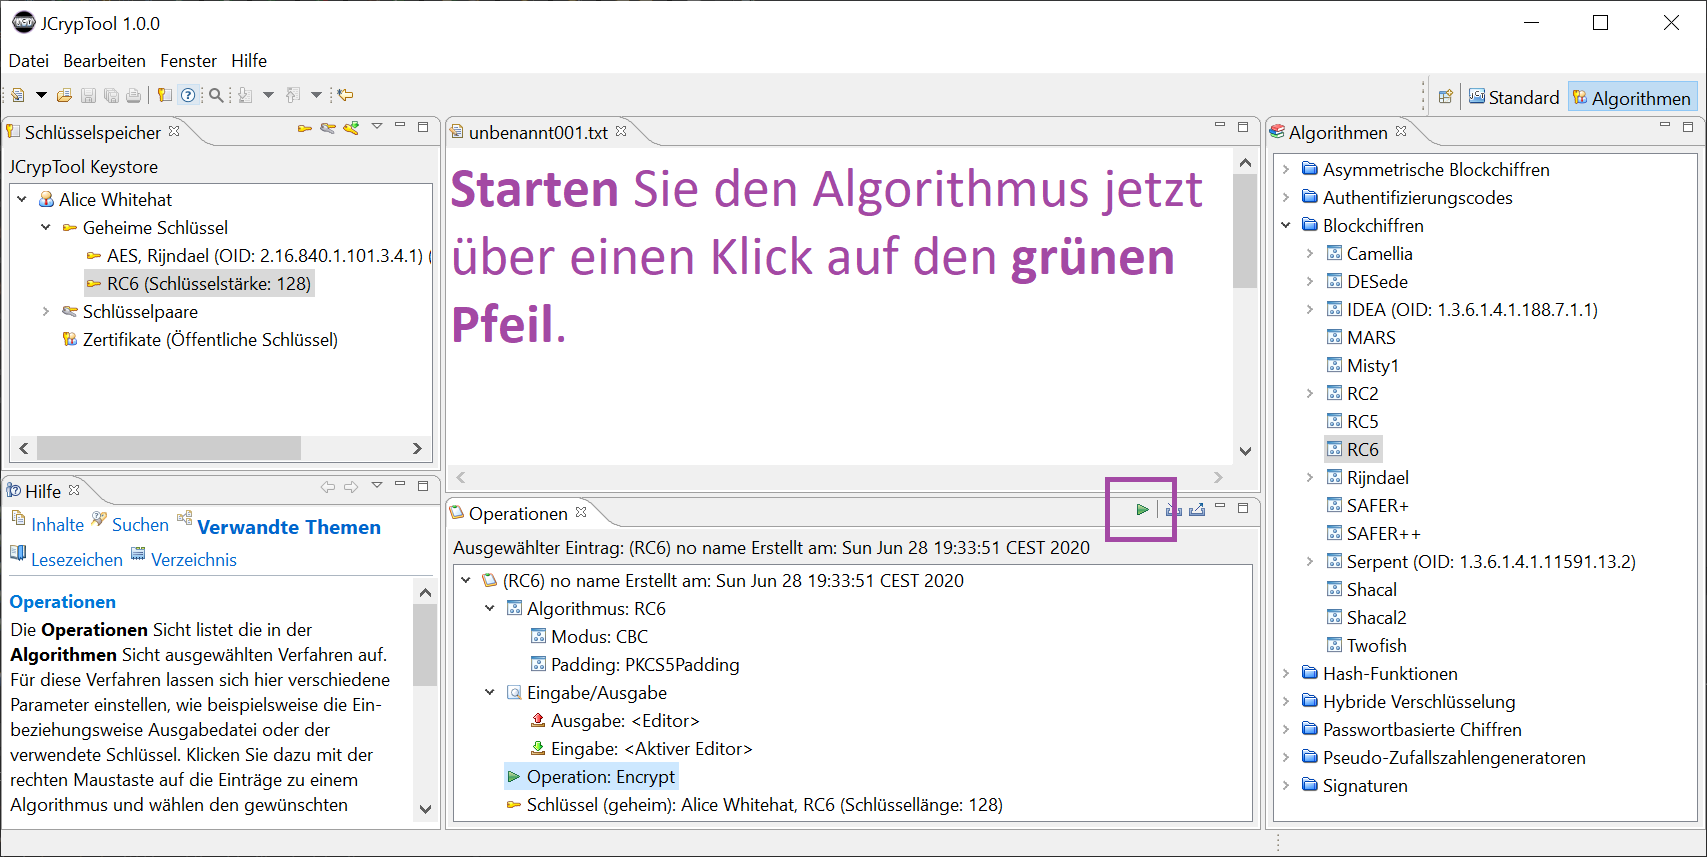 JCrypTool 1.0.0
Datei Bearbeiten Fenster Hilfe
Standard Algorithmen
Schlüsselspeicher
JCrypTool Keystore
Alice Whitehat
Geheime Schlüssel
AES, Rijndael (OID: 2.16.840.1.101.3.4.1) (
RC6 (Schlüsselstärke: 128)
Schlüsselpaare
Zertifikate (Öffentliche Schlüssel)
Hilfe
Inhalte Suchen Verwandte Themen
Lesezeichen Verzeichnis
Operationen
Die Operationen Sicht listet die in der
Algorithmen Sicht ausgewählten Verfahren auf.
Für diese Verfahren lassen sich hier verschiedene
Parameter einstellen, wie beispielsweise die Ein-
beziehungsweise Ausgabedatei oder der
verwendete Schlüssel. Klicken Sie dazu mit der
rechten Maustaste auf die Einträge zu einem
Algorithmus und wählen den gewünschten
unbenannt001.txt
Starten Sie den Algorithmus jetzt
über einen Klick auf den grünen
Pfeil.
Operationen
Ausgewählter Eintrag: (RC6) no name Erstellt am: Sun Jun 28 19:33:51 CEST 2020
(RC6) no name Erstellt am: Sun Jun 28 19:33:51 CEST 2020
Algorithmus: RC6
Modus: CBC
Padding: PKCS5Padding
Eingabe/Ausgabe
Ausgabe: <Editor>
Eingabe: <Aktiver Editor>
Operation: Encrypt
Schlüssel (geheim): Alice Whitehat, RC6 (Schlüssellänge: 128)
Algorithmen
Asymmetrische Blockchiffren
Authentifizierungscodes
Blockchiffren
Camellia
DESede
IDEA (OID: 1.3.6.1.4.1.188.7.1.1)
MARS
Misty1
RC2
RC5
RC6
Rijndael
SAFER+
SAFER++
Serpent (OID: 1.3.6.1.4.1.11591.13.2)
Shacal
Shacal2
Twofish
Hash-Funktionen
Hybride Verschlüsselung
Passwortbasierte Chiffren
Pseudo-Zufallszahlengeneratoren
Signaturen